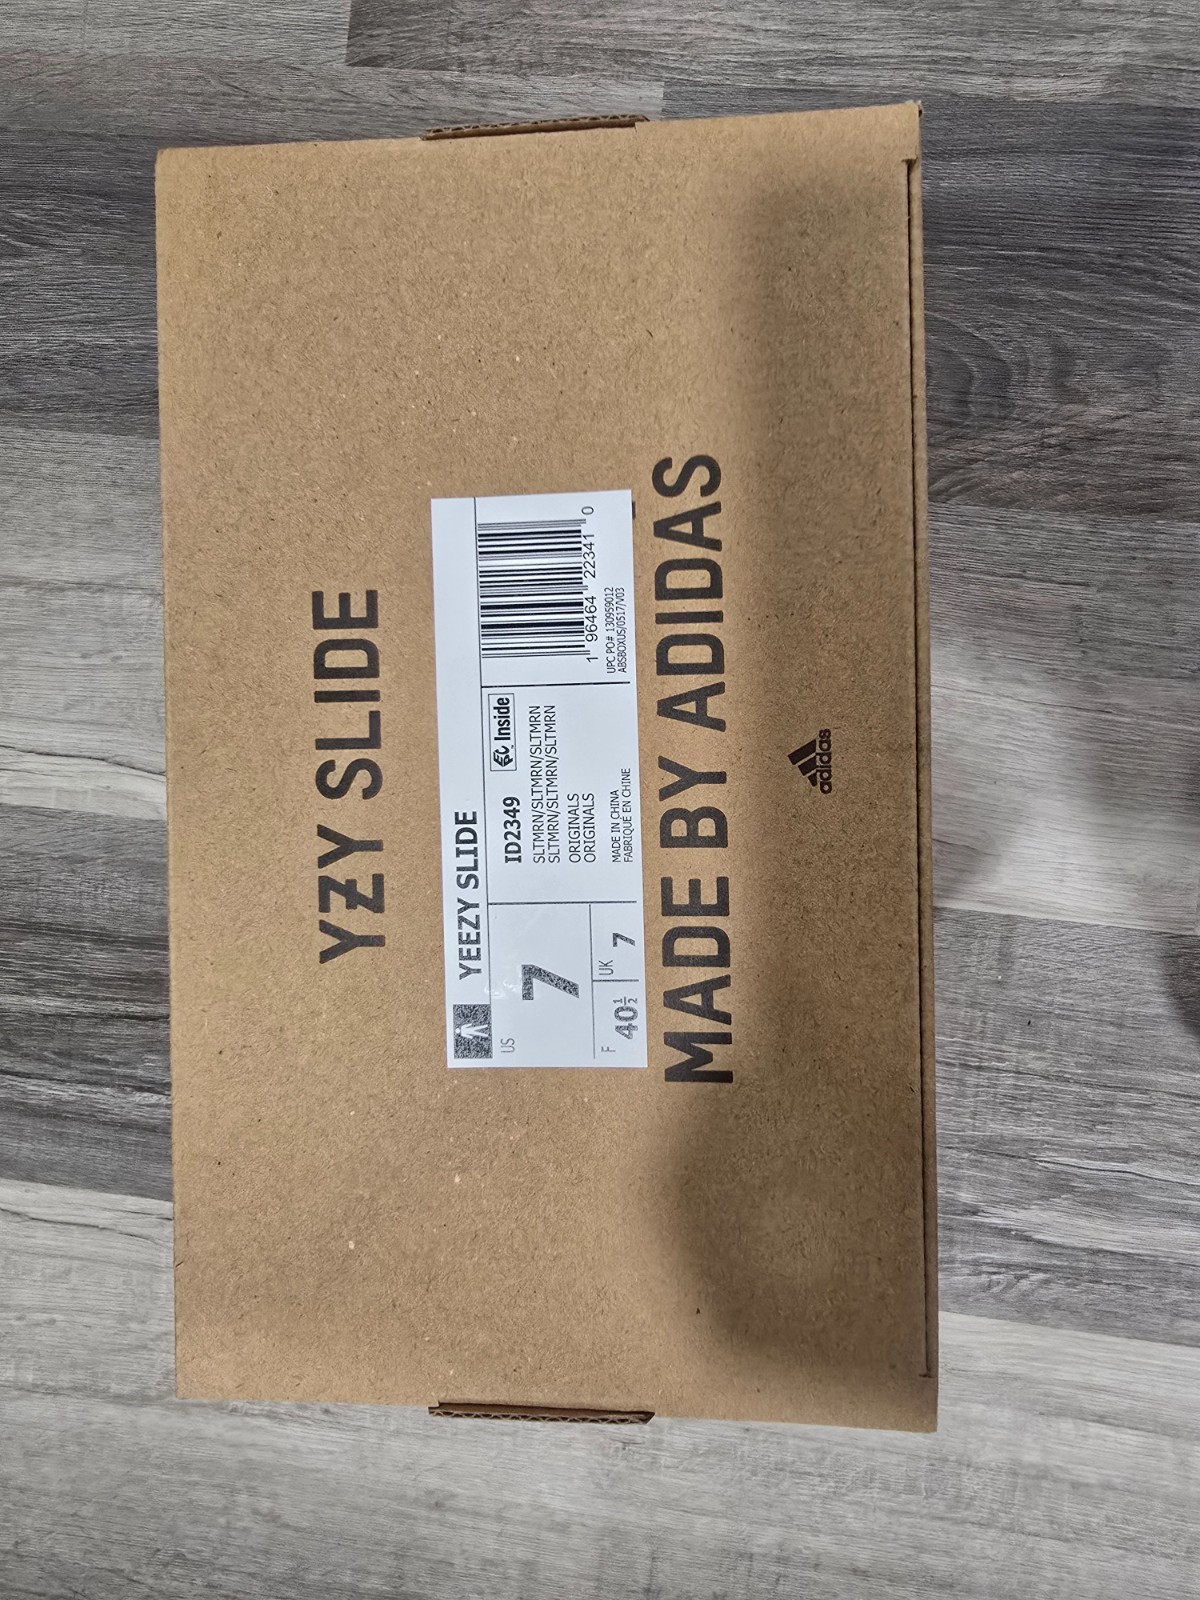 YZY SLIDE
YEEZY SLIDE
US
7
F
40½
UK
7
ID2349
Inside
SLTMRN/SLTMRN/SLTMRN
SLTMRN/SLTMRN/SLTMRN
ORIGINALS
ORIGINALS
MADE IN CHINA
FABRIQUÉ EN CHINE
1 96464 22341 0
UPC PO# 130959012
ABSBOXUS/0517/V03
MADE BY ADIDAS
adidas